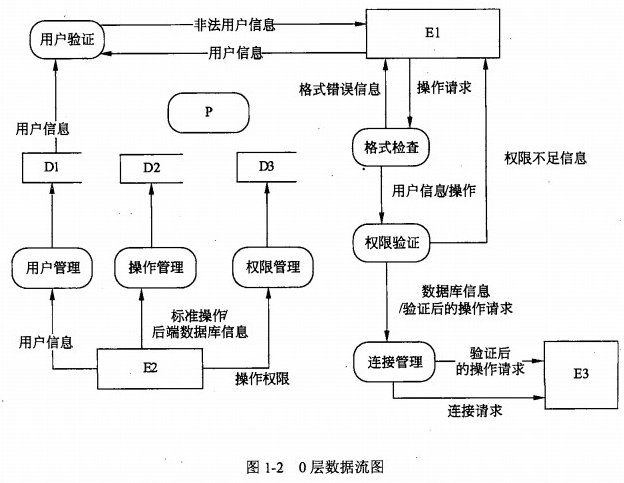 非法用户信息
用户验证
E1
用户信息
格式错误信息
操作请求
P
用户信息
格式检查
权限不足信息
D1
D2
D3
用户信息/操作
权限验证
用户管理
操作管理
权限管理
数据库信息
/验证后的操作请求
标准操作/
后端数据库信息
用户信息
连接管理
验证后
的操作请求
E3
E2
操作权限
连接请求
图 1-2 0 层数据流图